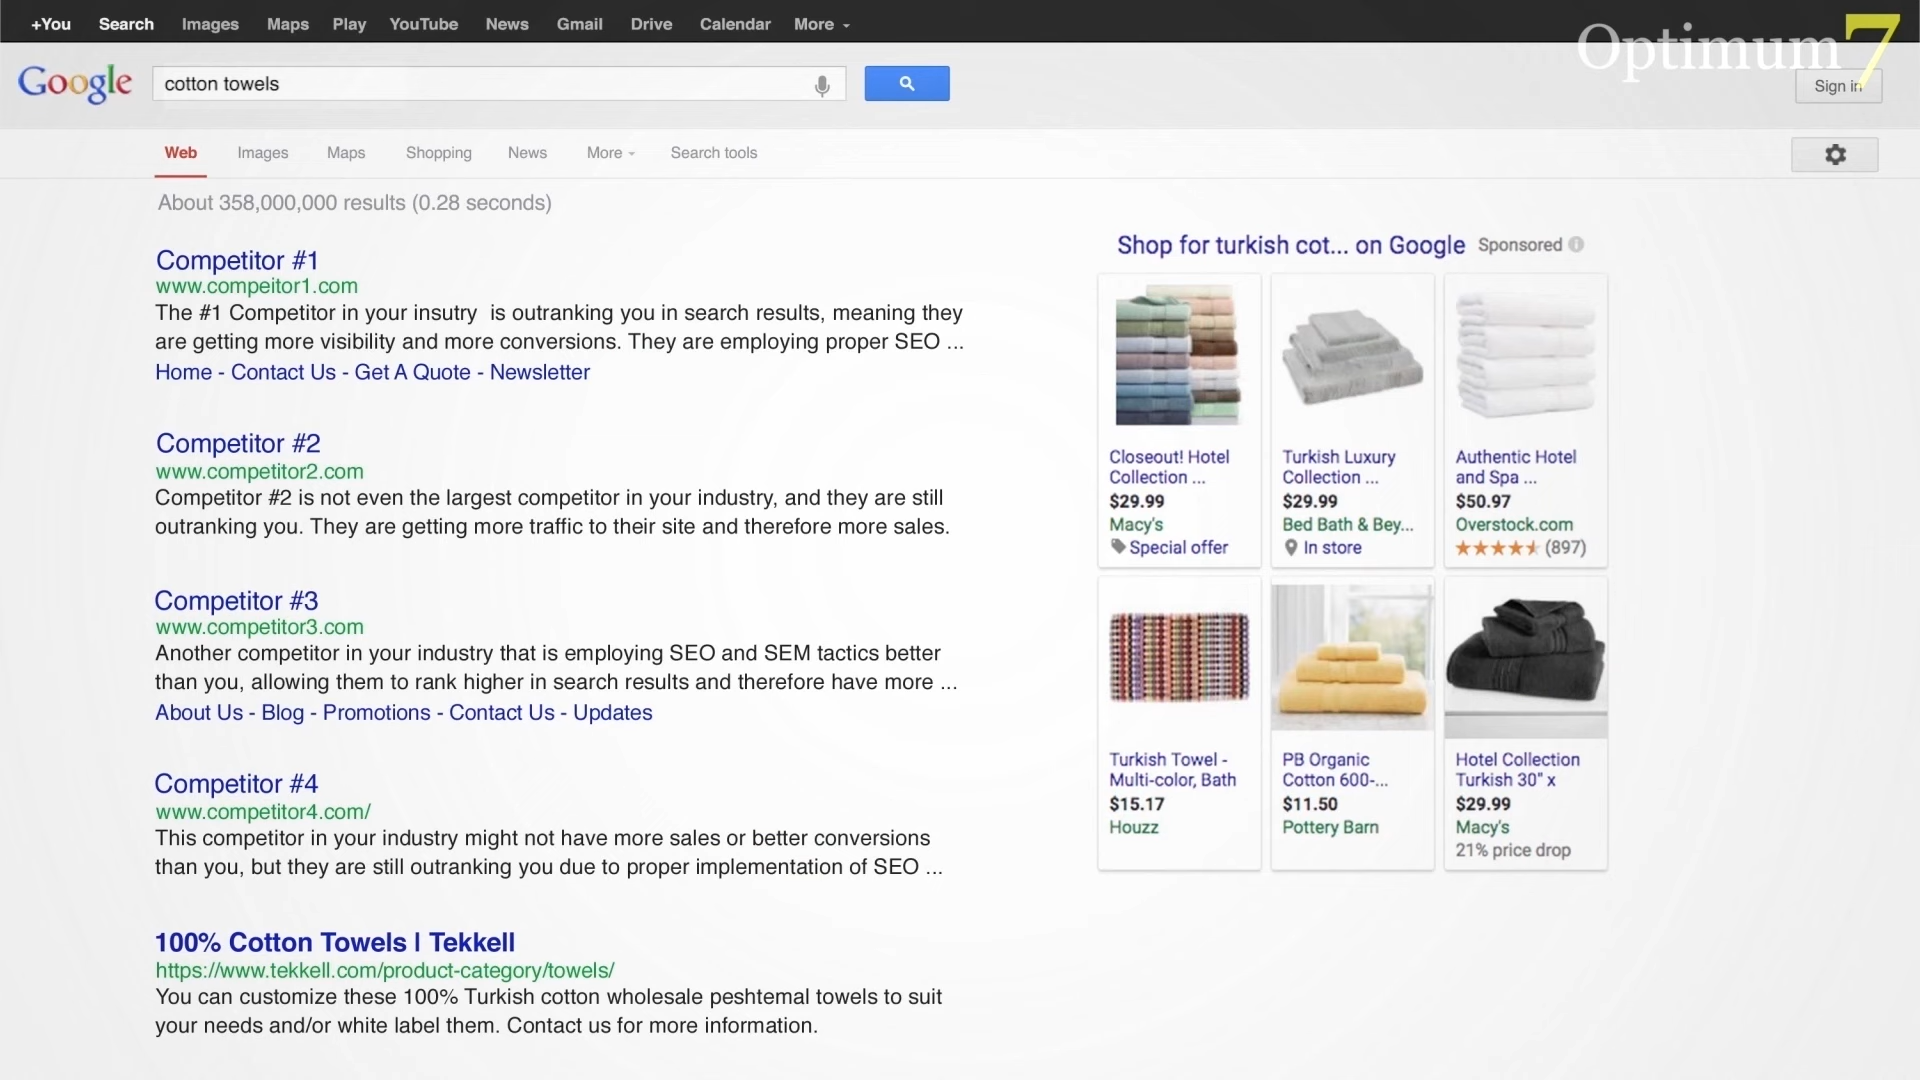 +You Search Images Maps Play YouTube News Gmail Drive Calendar More
Optimum7
Google
cotton towels
Sign in
Web Images Maps Shopping News More Search tools
About 358,000,000 results (0.28 seconds)
Competitor #1
www.compeitor1.com
The #1 Competitor in your insutry is outranking you in search results, meaning they
are getting more visibility and more conversions. They are employing proper SEO ...
Home - Contact Us - Get A Quote - Newsletter
Competitor #2
www.competitor2.com
Competitor #2 is not even the largest competitor in your industry, and they are still
outranking you. They are getting more traffic to their site and therefore more sales.
Competitor #3
www.competitor3.com
Another competitor in your industry that is employing SEO and SEM tactics better
than you, allowing them to rank higher in search results and therefore have more ...
About Us - Blog - Promotions - Contact Us - Updates
Competitor #4
www.competitor4.com/
This competitor in your industry might not have more sales or better conversions
than you, but they are still outranking you due to proper implementation of SEO ...
100% Cotton Towels | Tekkell
https://www.tekkell.com/product-category/towels/
You can customize these 100% Turkish cotton wholesale peshtemal towels to suit
your needs and/or white label them. Contact us for more information.
Shop for turkish cot... on Google Sponsored
Closeout! Hotel
Collection ...
$29.99
Macy's
Special offer
Turkish Luxury
Collection ...
$29.99
Bed Bath & Bey...
In store
Authentic Hotel
and Spa ...
$50.97
Overstock.com
(897)
Turkish Towel -
Multi-color, Bath
$15.17
Houzz
PB Organic
Cotton 600-...
$11.50
Pottery Barn
Hotel Collection
Turkish 30" x
$29.99
Macy's
21% price drop